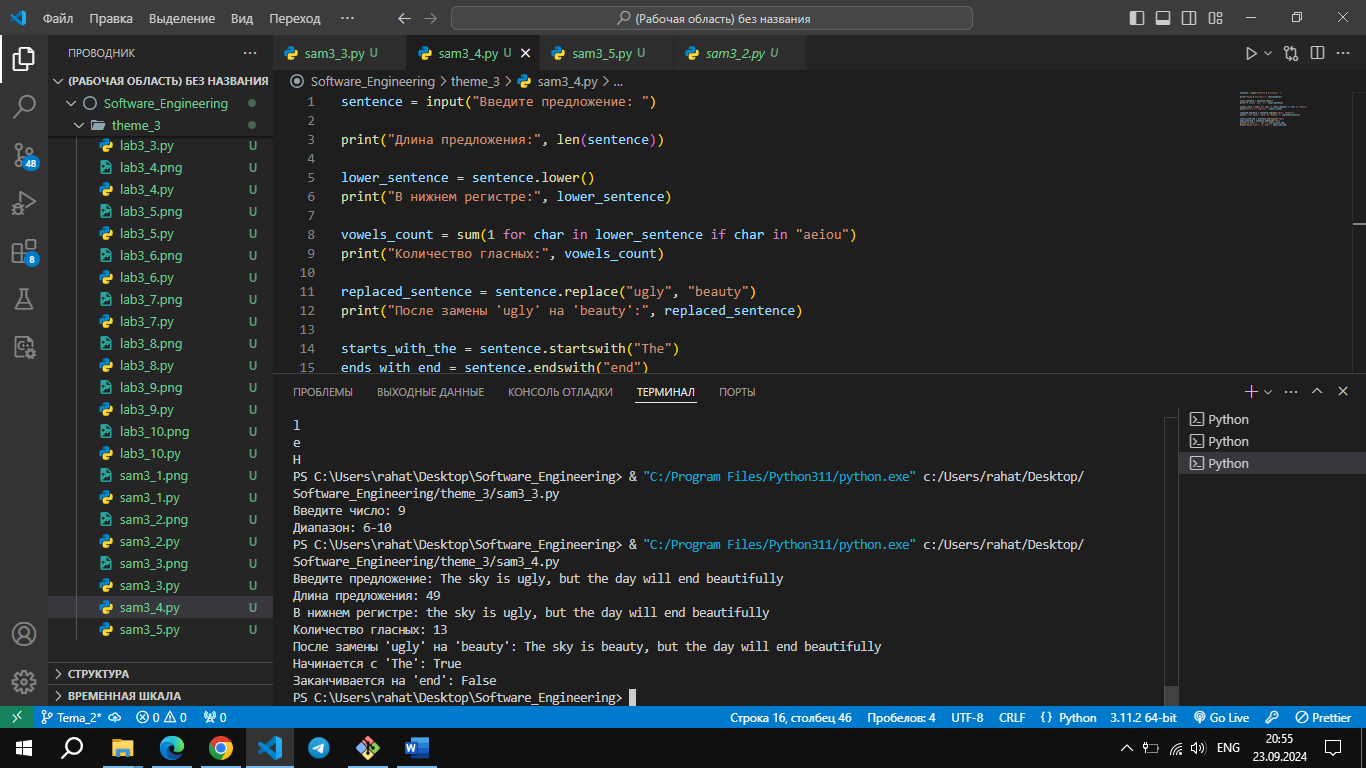 Файл Правка Выделение Вид Переход ··· (Рабочая область) без названия
ПРОВОДНИК ···
(РАБОЧАЯ ОБЛАСТЬ) БЕЗ НАЗВАНИЯ
Software_Engineering
theme_3
lab3_3.py U
lab3_4.png U
lab3_4.py U
lab3_5.png U
lab3_5.py U
lab3_6.png U
lab3_6.py U
lab3_7.png U
lab3_7.py U
lab3_8.png U
lab3_8.py U
lab3_9.png U
lab3_9.py U
lab3_10.png U
lab3_10.py U
sam3_1.png U
sam3_1.py U
sam3_2.png U
sam3_2.py U
sam3_3.png U
sam3_3.py U
sam3_4.py U
sam3_5.py U
СТРУКТУРА
ВРЕМЕННАЯ ШКАЛА
48
8
sam3_3.py U sam3_4.py U sam3_5.py U sam3_2.py U
Software_Engineering > theme_3 > sam3_4.py > ...
1 sentence = input("Введите предложение: ")
2
3 print("Длина предложения:", len(sentence))
4
5 lower_sentence = sentence.lower()
6 print("В нижнем регистре:", lower_sentence)
7
8 vowels_count = sum(1 for char in lower_sentence if char in "aeiou")
9 print("Количество гласных:", vowels_count)
10
11 replaced_sentence = sentence.replace("ugly", "beauty")
12 print("После замены 'ugly' на 'beauty':", replaced_sentence)
13
14 starts_with_the = sentence.startswith("The")
15 ends_with_end = sentence.endswith("end")
ПРОБЛЕМЫ ВЫХОДНЫЕ ДАННЫЕ КОНСОЛЬ ОТЛАДКИ ТЕРМИНАЛ ПОРТЫ
l
e
H
PS C:\Users\rahat\Desktop\Software_Engineering> & "C:/Program Files/Python311/python.exe" c:/Users/rahat/Desktop/
Software_Engineering/theme_3/sam3_3.py
Введите число: 9
Диапазон: 6-10
PS C:\Users\rahat\Desktop\Software_Engineering> & "C:/Program Files/Python311/python.exe" c:/Users/rahat/Desktop/
Software_Engineering/theme_3/sam3_4.py
Введите предложение: The sky is ugly, but the day will end beautifully
Длина предложения: 49
В нижнем регистре: the sky is ugly, but the day will end beautifully
Количество гласных: 13
После замены 'ugly' на 'beauty': The sky is beauty, but the day will end beautifully
Начинается с 'The': True
Заканчивается на 'end': False
PS C:\Users\rahat\Desktop\Software_Engineering>
Python
Python
Python
Tema_2* 0 0 0 Строка 16, столбец 46 Пробелов: 4 UTF-8 CRLF {} Python 3.11.2 64-bit Go Live Prettier
ENG 20:55
23.09.2024